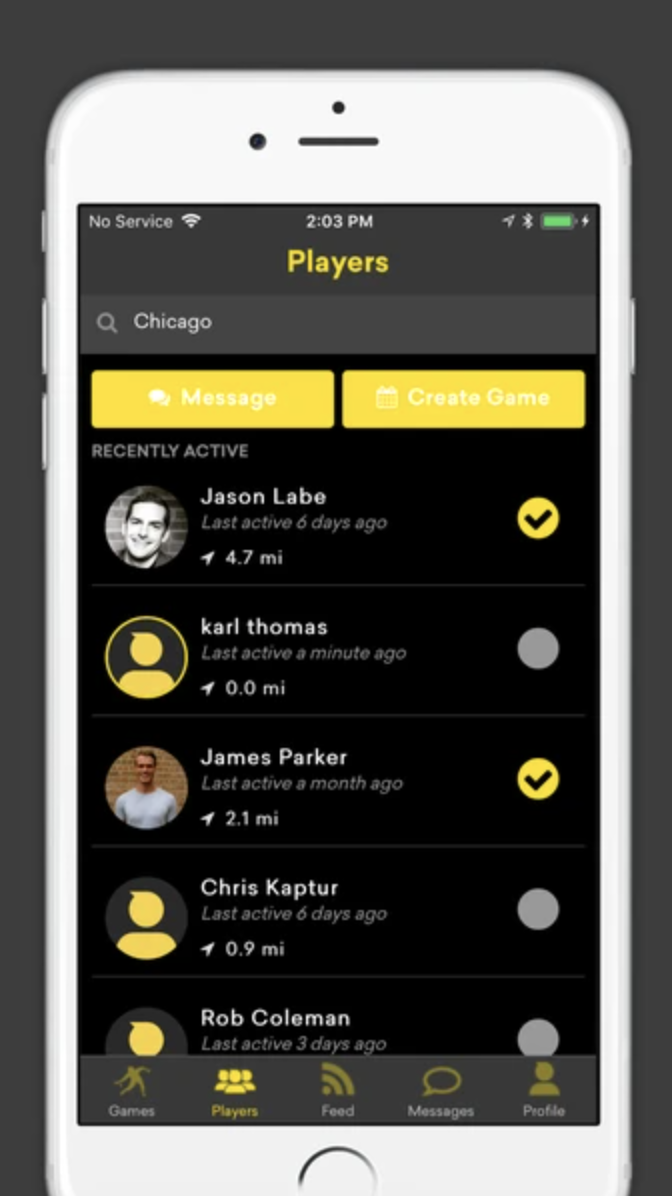 No Service 2:03 PM
Players
Chicago
Message Create Game
RECENTLY ACTIVE
Jason Labe
Last active 6 days ago
4.7 mi
karl thomas
Last active a minute ago
0.0 mi
James Parker
Last active a month ago
2.1 mi
Chris Kaptur
Last active 6 days ago
0.9 mi
Rob Coleman
Last active 3 days ago
Games Players Feed Messages Profile